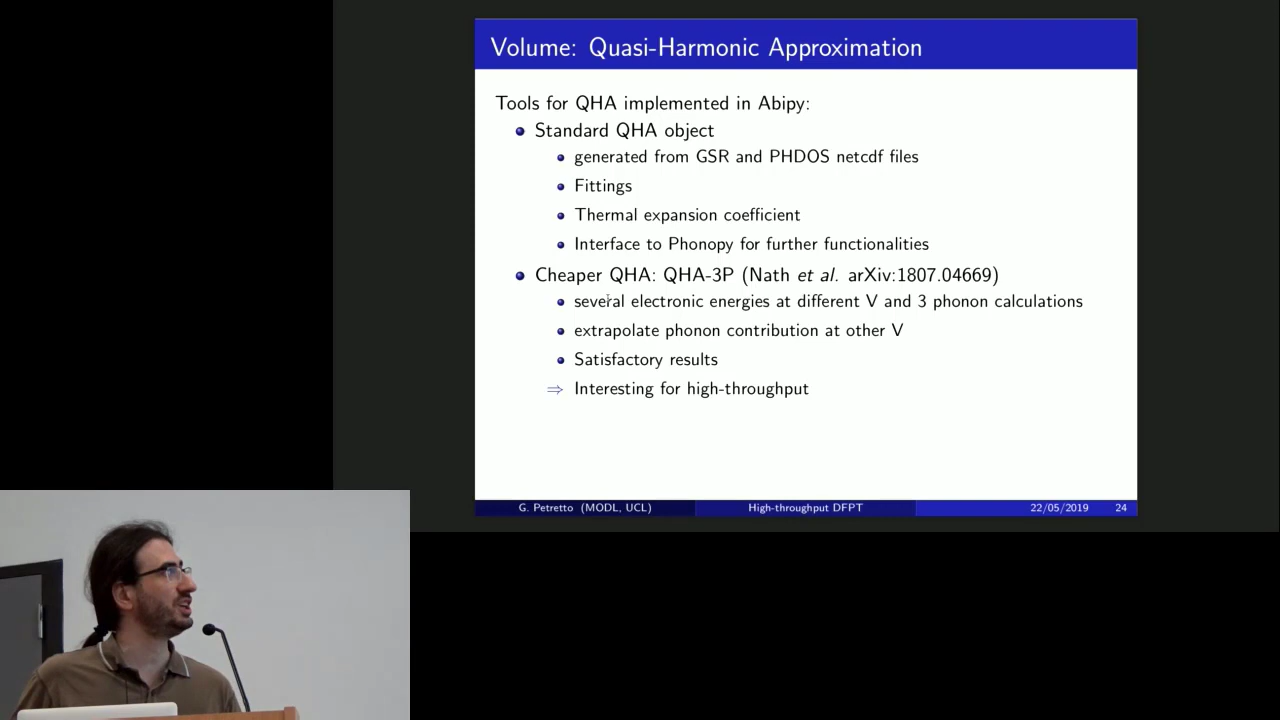 Volume: Quasi-Harmonic Approximation
Tools for QHA implemented in Abipy:
Standard QHA object
generated from GSR and PHDOS netcdf files
Fittings
Thermal expansion coefficient
Interface to Phonopy for further functionalities
Cheaper QHA: QHA-3P (Nath et al. arXiv:1807.04669)
several electronic energies at different V and 3 phonon calculations
extrapolate phonon contribution at other V
Satisfactory results
⇒ Interesting for high-throughput
G. Petretto (MODL, UCL) High-throughput DFPT 22/05/2019 24